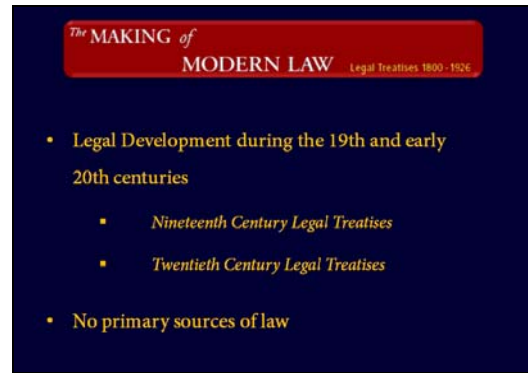 The MAKING of
MODERN LAW Legal Treatises 1800-1926
• Legal Development during the 19th and early
20th centuries
▪ Nineteenth Century Legal Treatises
▪ Twentieth Century Legal Treatises
• No primary sources of law